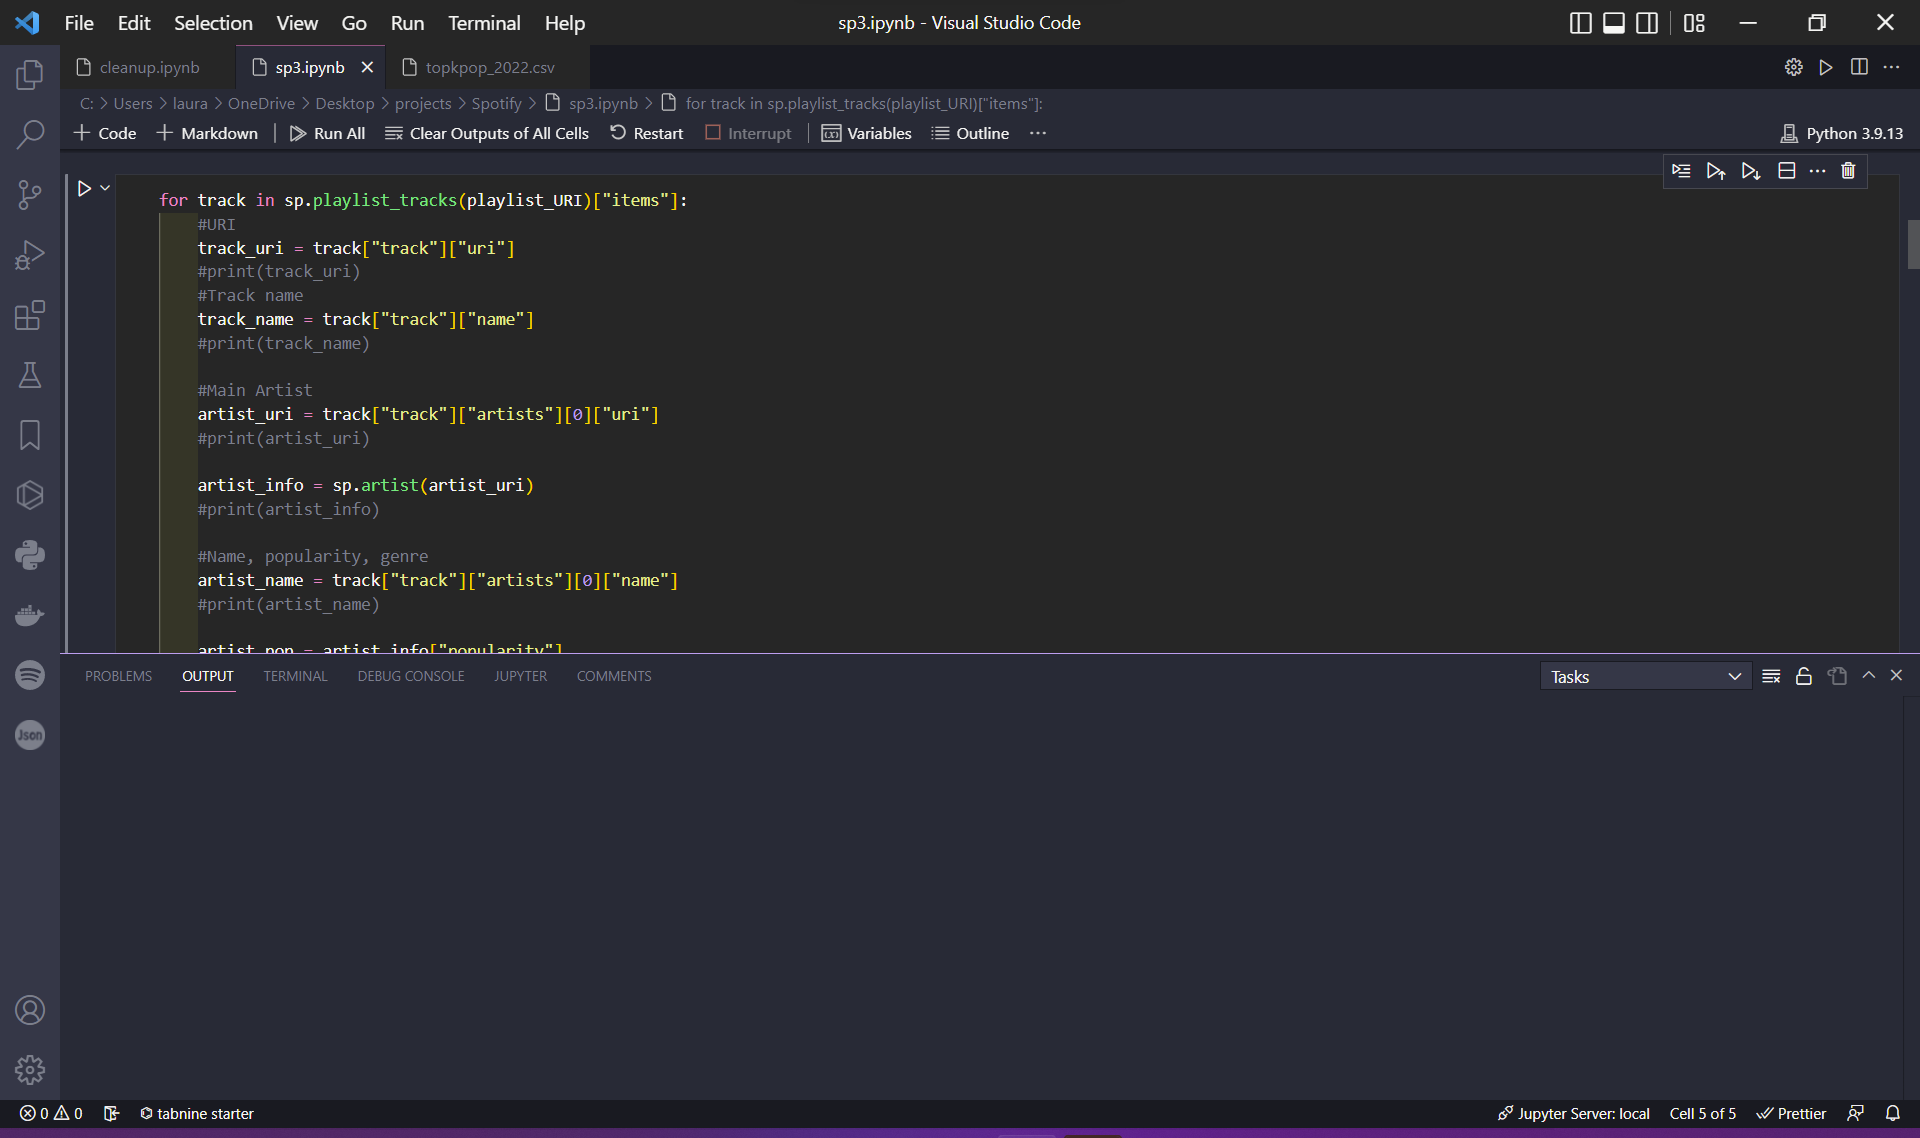 File Edit Selection View Go Run Terminal Help sp3.ipynb - Visual Studio Code
cleanup.ipynb sp3.ipynb topkpop_2022.csv
C: > Users > laura > OneDrive > Desktop > projects > Spotify > sp3.ipynb > for track in sp.playlist_tracks(playlist_URI)["items"]:
+ Code + Markdown Run All Clear Outputs of All Cells Restart Interrupt Variables Outline ... Python 3.9.13
for track in sp.playlist_tracks(playlist_URI)["items"]:
#URI
track_uri = track["track"]["uri"]
#print(track_uri)
#Track name
track_name = track["track"]["name"]
#print(track_name)
#Main Artist
artist_uri = track["track"]["artists"][0]["uri"]
#print(artist_uri)
artist_info = sp.artist(artist_uri)
#print(artist_info)
#Name, popularity, genre
artist_name = track["track"]["artists"][0]["name"]
#print(artist_name)
artist_pop = artist_info["popularity"]
PROBLEMS OUTPUT TERMINAL DEBUG CONSOLE JUPYTER COMMENTS Tasks
Json
0 0 tabnine starter Jupyter Server: local Cell 5 of 5 Prettier